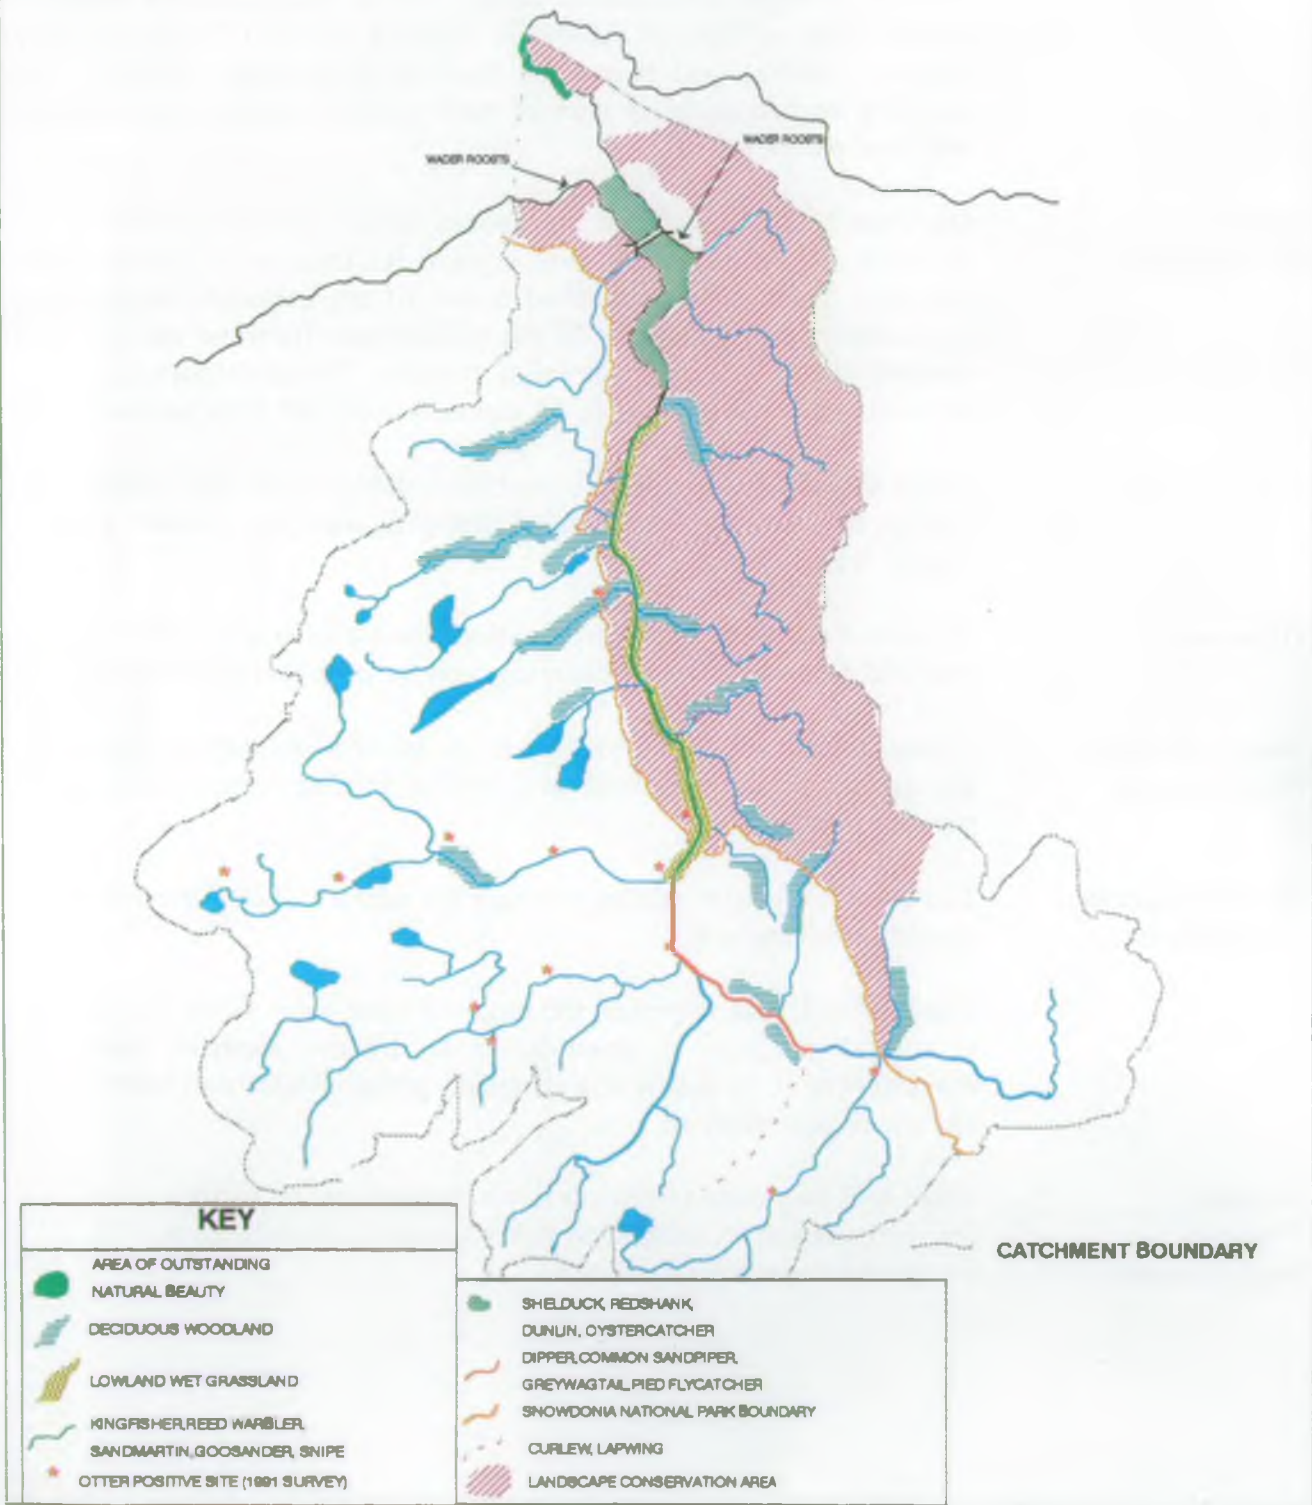 WADER ROOSTS
WADER ROOSTS
CATCHMENT BOUNDARY
KEY
AREA OF OUTSTANDING
NATURAL BEAUTY
DECIDUOUS WOODLAND
LOWLAND WET GRASSLAND
KINGFISHER, REED WARBLER,
SANDMARTIN, GOOSANDER, SNIPE
OTTER POSITIVE SITE (1991 SURVEY)
SHELDUCK, REDSHANK,
DUNLIN, OYSTERCATCHER
DIPPER, COMMON SANDPIPER,
GREYWAGTAIL, PIED FLYCATCHER
SNOWDONIA NATIONAL PARK BOUNDARY
CURLEW, LAPWING
LANDSCAPE CONSERVATION AREA